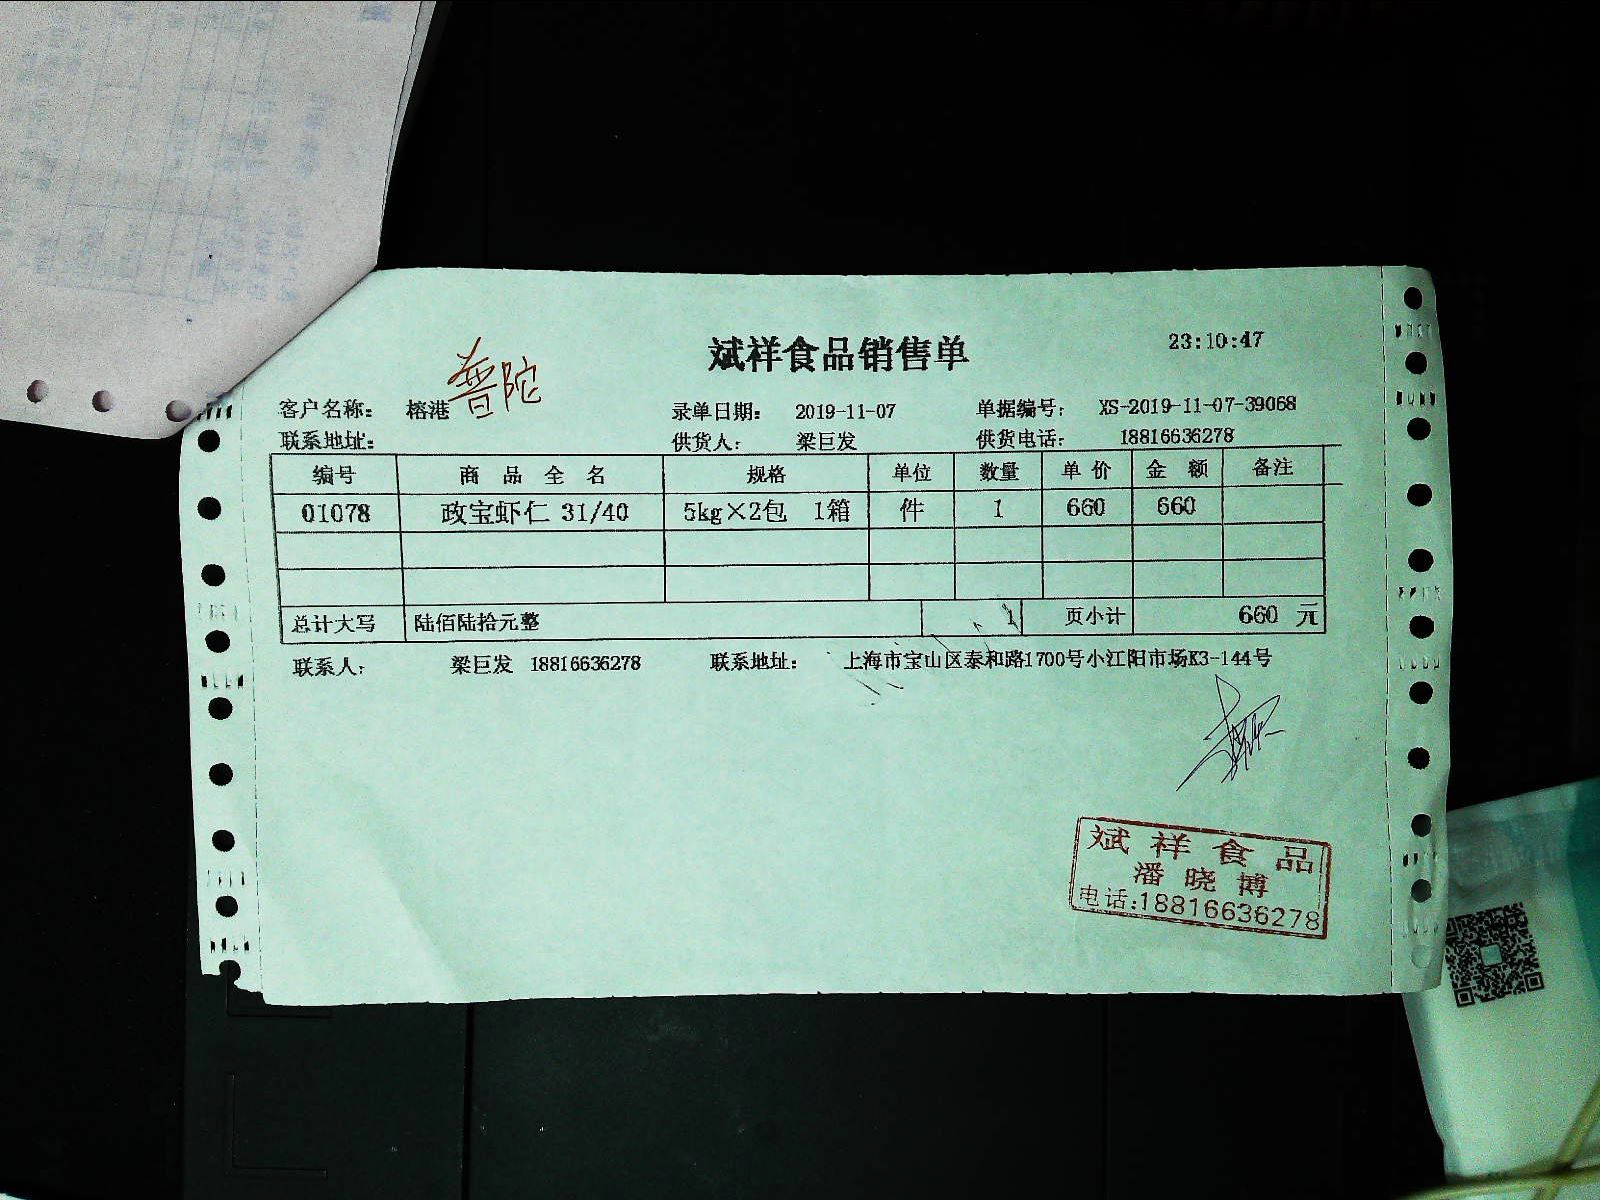 斌祥食品销售单 23:10:47
客户名称: 榕港 普陀 录单日期: 2019-11-07 单据编号: XS-2019-11-07-39068
联系地址: 供货人: 梁巨发 供货电话: 18816636278
编号 商品全名 规格 单位 数量 单价 金额 备注
01078 政宝虾仁 31/40 5kg×2包 1箱 件 1 660 660
总计大写 陆佰陆拾元整 1 页小计 660 元
联系人: 梁巨发 18816636278 联系地址: 上海市宝山区泰和路1700号小江阳市场K3-144号
斌祥食品
潘晓博
电话:18816636278